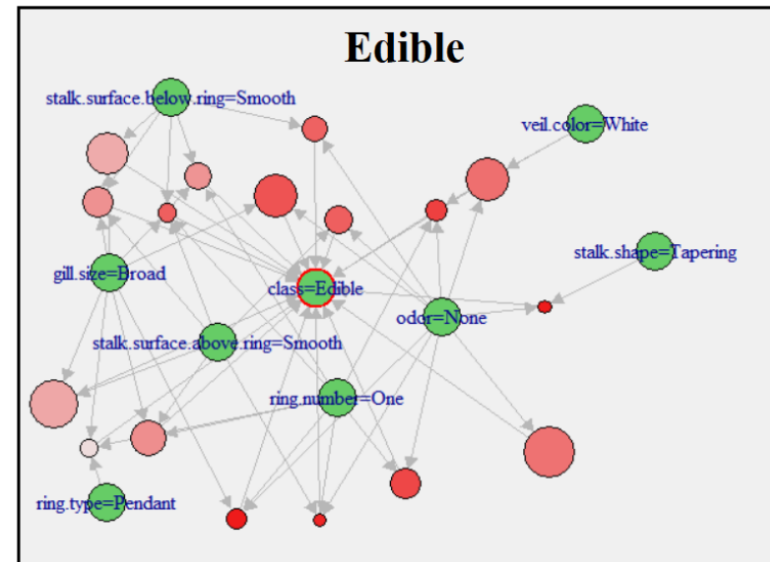 Edible
stalk.surface.below.ring=Smooth
veil.color=White
stalk.shape=Tapering
gill.size=Broad
class=Edible
odor=None
stalk.surface.above.ring=Smooth
ring.number=One
ring.type=Pendant